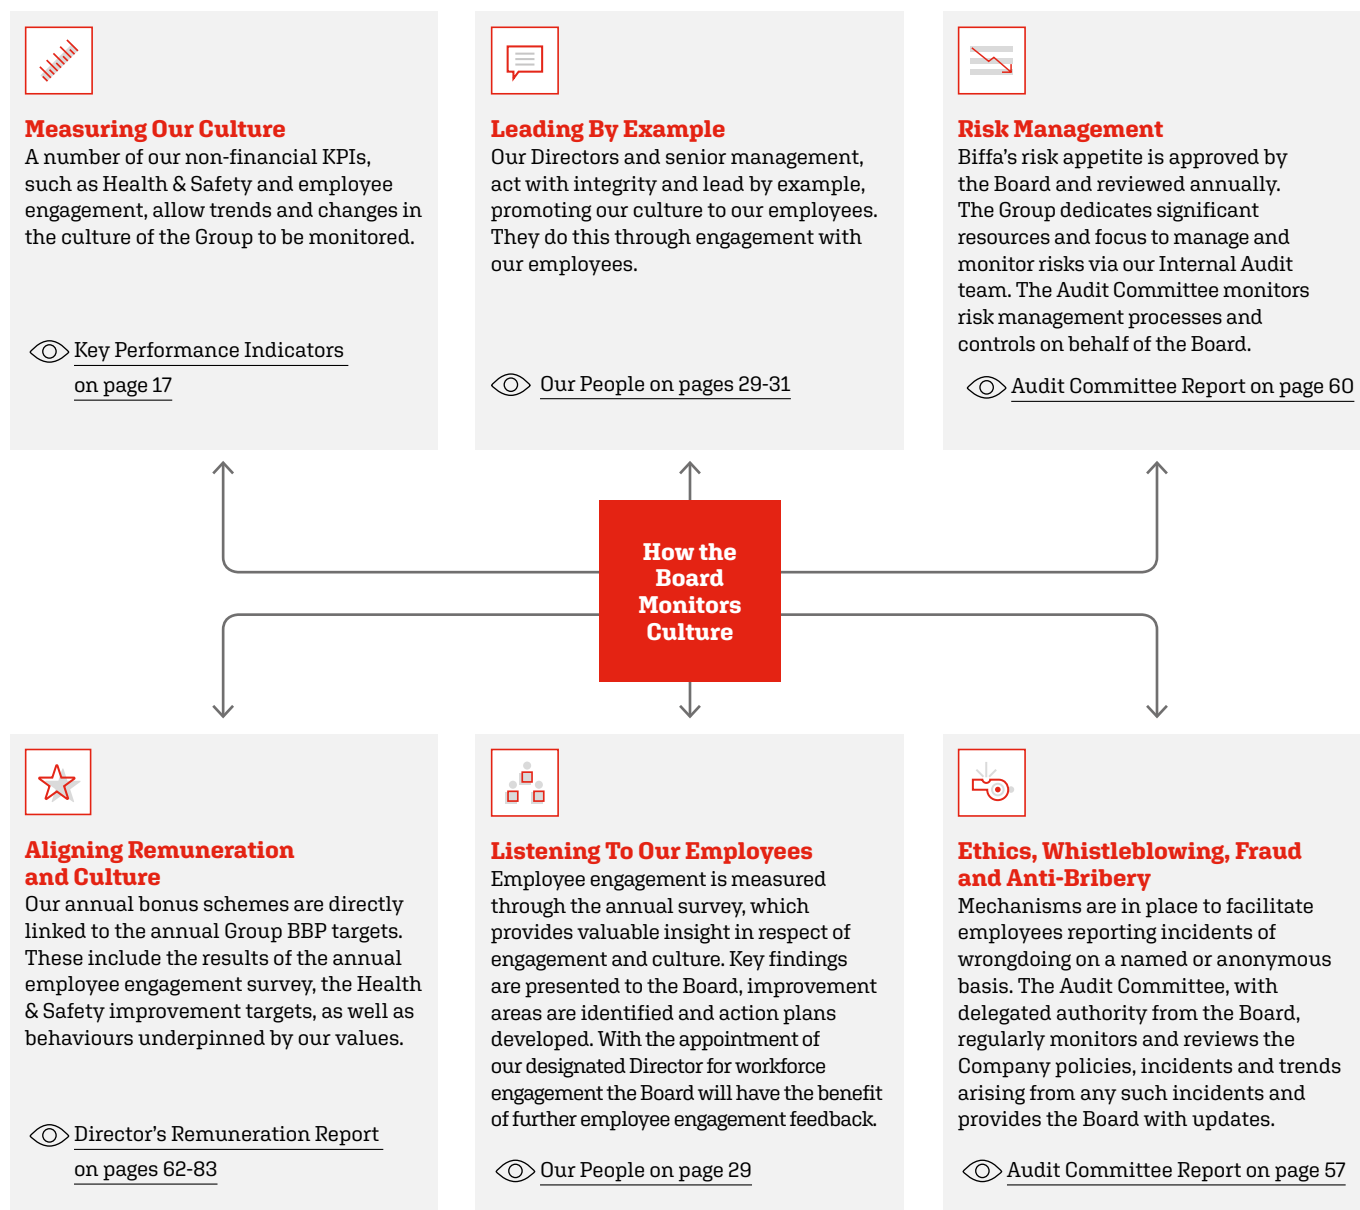 Measuring Our Culture
A number of our non-financial KPIs,
such as Health & Safety and employee
engagement, allow trends and changes in
the culture of the Group to be monitored.
Key Performance Indicators
on page 17
Leading By Example
Our Directors and senior management,
act with integrity and lead by example,
promoting our culture to our employees.
They do this through engagement with
our employees.
Our People on pages 29-31
Risk Management
Biffa's risk appetite is approved by
the Board and reviewed annually.
The Group dedicates significant
resources and focus to manage and
monitor risks via our Internal Audit
team. The Audit Committee monitors
risk management processes and
controls on behalf of the Board.
Audit Committee Report on page 60
How the
Board
Monitors
Culture
Aligning Remuneration
and Culture
Our annual bonus schemes are directly
linked to the annual Group BBP targets.
These include the results of the annual
employee engagement survey, the Health
& Safety improvement targets, as well as
behaviours underpinned by our values.
Director's Remuneration Report
on pages 62-83
Listening To Our Employees
Employee engagement is measured
through the annual survey, which
provides valuable insight in respect of
engagement and culture. Key findings
are presented to the Board, improvement
areas are identified and action plans
developed. With the appointment of
our designated Director for workforce
engagement the Board will have the benefit
of further employee engagement feedback.
Our People on page 29
Ethics, Whistleblowing, Fraud
and Anti-Bribery
Mechanisms are in place to facilitate
employees reporting incidents of
wrongdoing on a named or anonymous
basis. The Audit Committee, with
delegated authority from the Board,
regularly monitors and reviews the
Company policies, incidents and trends
arising from any such incidents and
provides the Board with updates.
Audit Committee Report on page 57